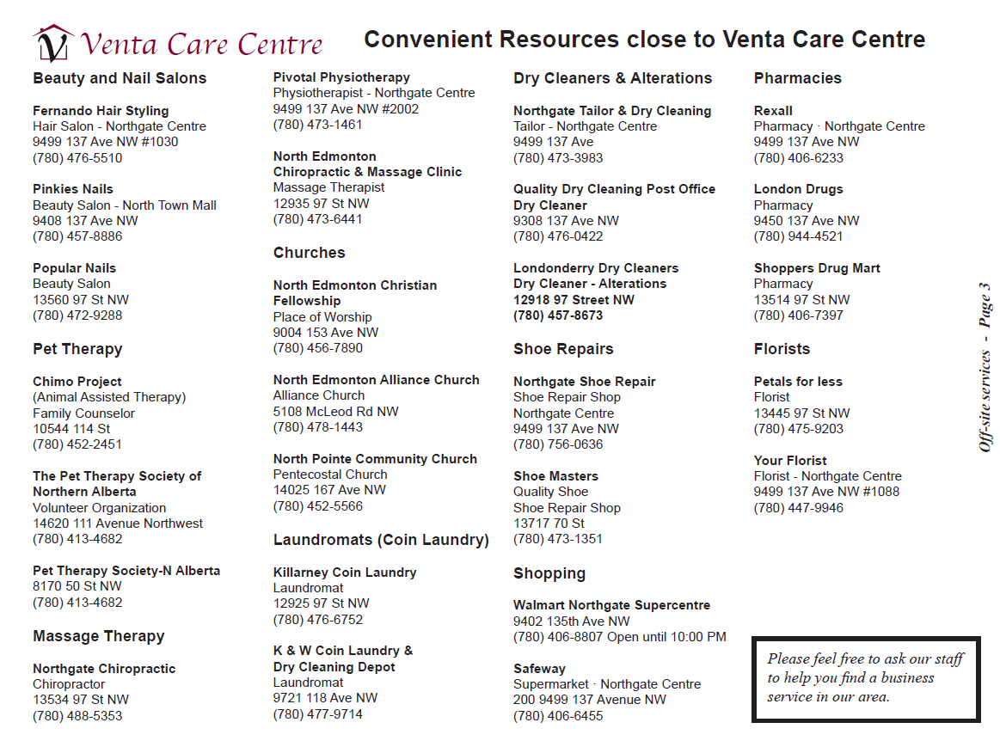 Venta Care Centre
Convenient Resources close to Venta Care Centre
Beauty and Nail Salons
Fernando Hair Styling
Hair Salon - Northgate Centre
9499 137 Ave NW #1030
(780) 476-5510
Pinkies Nails
Beauty Salon - North Town Mall
9408 137 Ave NW
(780) 457-8886
Popular Nails
Beauty Salon
13560 97 St NW
(780) 472-9288
Pet Therapy
Chimo Project
(Animal Assisted Therapy)
Family Counselor
10544 114 St
(780) 452-2451
The Pet Therapy Society of
Northern Alberta
Volunteer Organization
14620 111 Avenue Northwest
(780) 413-4682
Pet Therapy Society-N Alberta
8170 50 St NW
(780) 413-4682
Massage Therapy
Northgate Chiropractic
Chiropractor
13534 97 St NW
(780) 488-5353
Pivotal Physiotherapy
Physiotherapist - Northgate Centre
9499 137 Ave NW #2002
(780) 473-1461
North Edmonton
Chiropractic & Massage Clinic
Massage Therapist
12935 97 St NW
(780) 473-6441
Churches
North Edmonton Christian
Fellowship
Place of Worship
9004 153 Ave NW
(780) 456-7890
North Edmonton Alliance Church
Alliance Church
5108 McLeod Rd NW
(780) 478-1443
North Pointe Community Church
Pentecostal Church
14025 167 Ave NW
(780) 452-5566
Laundromats (Coin Laundry)
Killarney Coin Laundry
Laundromat
12925 97 St NW
(780) 476-6752
K & W Coin Laundry &
Dry Cleaning Depot
Laundromat
9721 118 Ave NW
(780) 477-9714
Dry Cleaners & Alterations
Northgate Tailor & Dry Cleaning
Tailor - Northgate Centre
9499 137 Ave
(780) 473-3983
Quality Dry Cleaning Post Office
Dry Cleaner
9308 137 Ave NW
(780) 476-0422
Londonderry Dry Cleaners
Dry Cleaner - Alterations
12918 97 Street NW
(780) 457-8673
Shoe Repairs
Northgate Shoe Repair
Shoe Repair Shop
Northgate Centre
9499 137 Ave NW
(780) 756-0636
Shoe Masters
Quality Shoe
Shoe Repair Shop
13717 70 St
(780) 473-1351
Shopping
Walmart Northgate Supercentre
9402 135th Ave NW
(780) 406-8807 Open until 10:00 PM
Safeway
Supermarket · Northgate Centre
200 9499 137 Avenue NW
(780) 406-6455
Pharmacies
Rexall
Pharmacy · Northgate Centre
9499 137 Ave NW
(780) 406-6233
London Drugs
Pharmacy
9450 137 Ave NW
(780) 944-4521
Shoppers Drug Mart
Pharmacy
13514 97 St NW
(780) 406-7397
Florists
Petals for less
Florist
13445 97 St NW
(780) 475-9203
Your Florist
Florist - Northgate Centre
9499 137 Ave NW #1088
(780) 447-9946
Please feel free to ask our staff
to help you find a business
service in our area.
Off-site services - Page 3